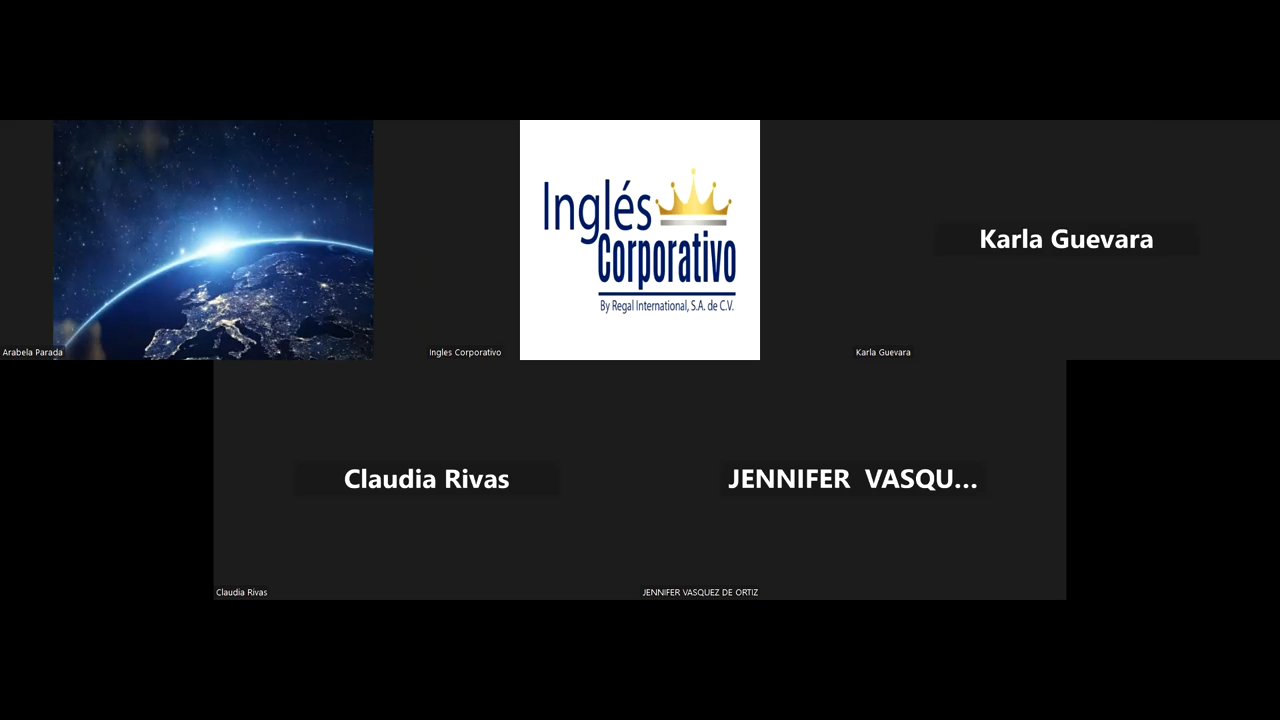 Inglés
Corporativo
By Regal International, S.A. de C.V.
Karla Guevara
Arabela Parada
Ingles Corporativo
Karla Guevara
Claudia Rivas
JENNIFER VASQU...
Claudia Rivas
JENNIFER VASQUEZ DE ORTIZ